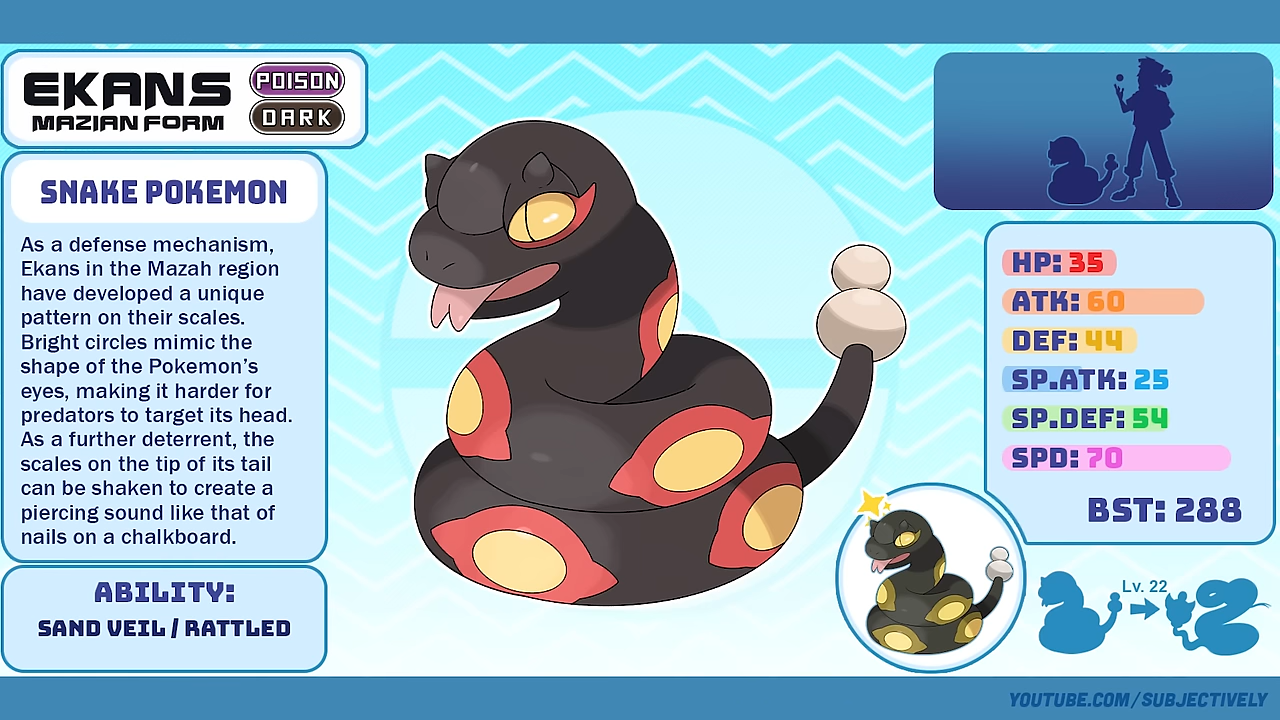 EKANS
MAZIAN FORM
POISON
DARK
SNAKE POKEMON
As a defense mechanism,
Ekans in the Mazah region
have developed a unique
pattern on their scales.
Bright circles mimic the
shape of the Pokemon's
eyes, making it harder for
predators to target its head.
As a further deterrent, the
scales on the tip of its tail
can be shaken to create a
piercing sound like that of
nails on a chalkboard.
ABILITY:
SAND VEIL / RATTLED
HP: 35
ATK: 60
DEF: 44
SP.ATK: 25
SP.DEF: 54
SPD: 70
BST: 288
Lv. 22
YOUTUBE.COM/SUBJECTIVELY